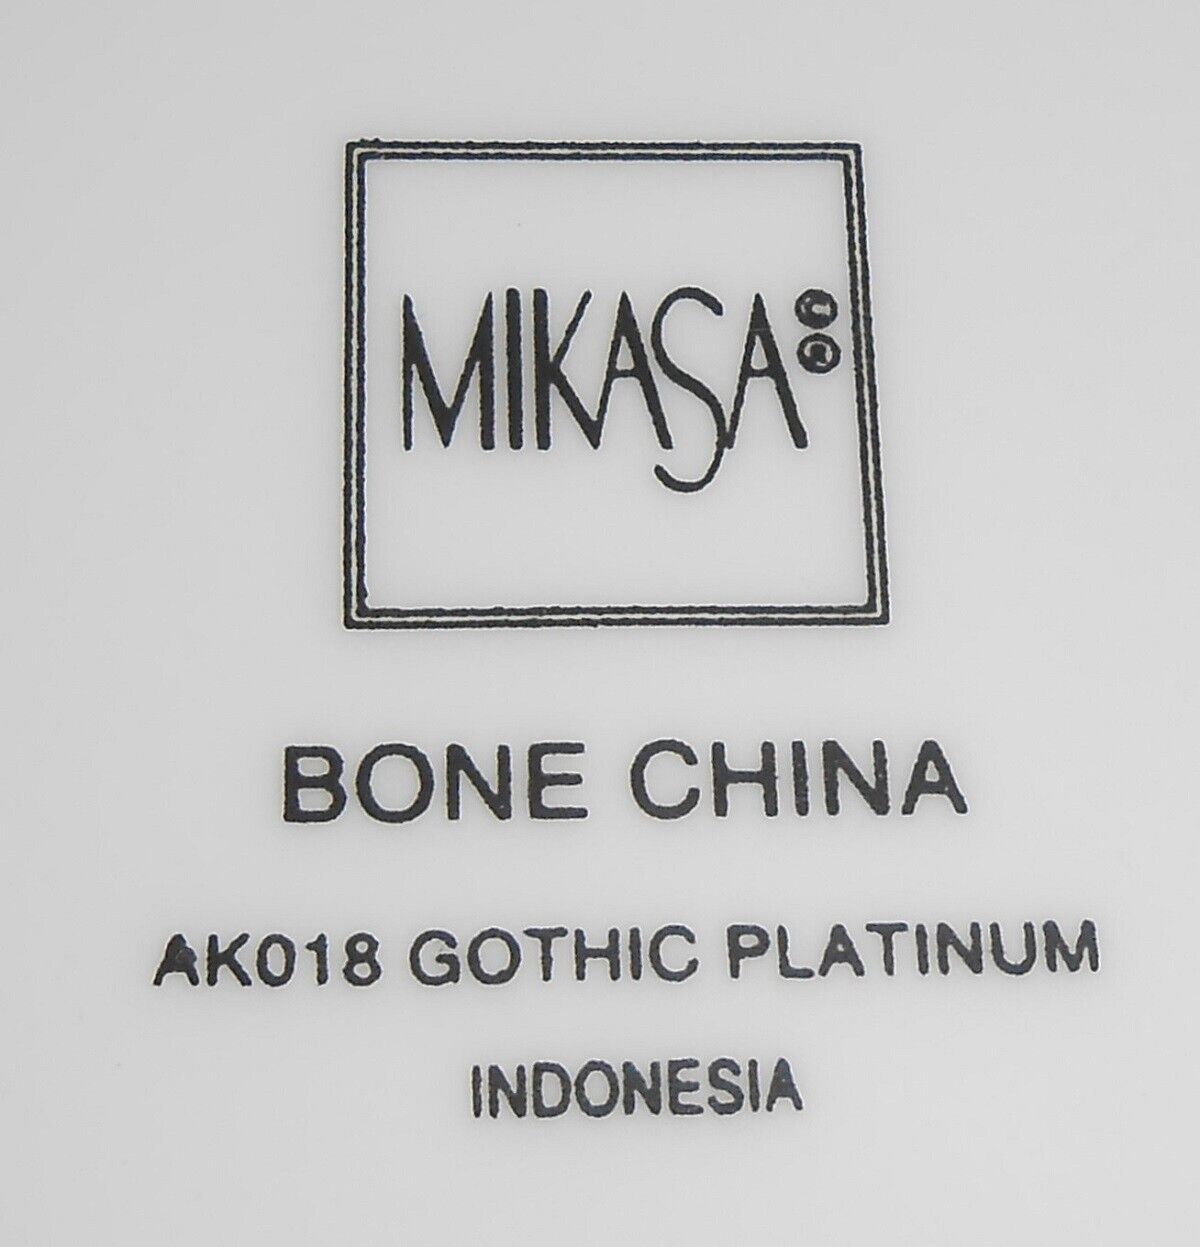 MIKASA©®
BONE CHINA
AK018 GOTHIC PLATINUM
INDONESIA